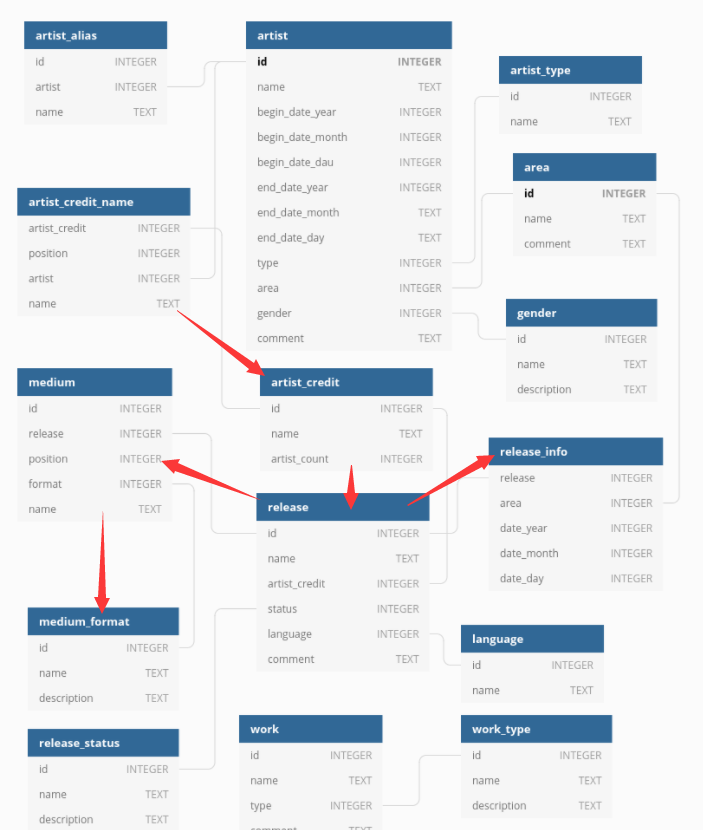 artist_alias
id INTEGER
artist INTEGER
name TEXT
artist
id INTEGER
name TEXT
begin_date_year INTEGER
begin_date_month INTEGER
begin_date_dau INTEGER
end_date_year INTEGER
end_date_month TEXT
end_date_day TEXT
type INTEGER
area INTEGER
gender INTEGER
comment TEXT
artist_type
id INTEGER
name TEXT
area
id INTEGER
name TEXT
comment TEXT
artist_credit_name
artist_credit INTEGER
position INTEGER
artist INTEGER
name TEXT
gender
id INTEGER
name TEXT
description TEXT
medium
id INTEGER
release INTEGER
position INTEGER
format INTEGER
name TEXT
artist_credit
id INTEGER
name TEXT
artist_count INTEGER
release_info
release INTEGER
area INTEGER
date_year INTEGER
date_month INTEGER
date_day INTEGER
release
id INTEGER
name TEXT
artist_credit INTEGER
status INTEGER
language INTEGER
comment TEXT
medium_format
id INTEGER
name TEXT
description TEXT
language
id INTEGER
name TEXT
release_status
id INTEGER
name TEXT
description TEXT
work
id INTEGER
name TEXT
type INTEGER
comment TEXT
work_type
id INTEGER
name TEXT
description TEXT